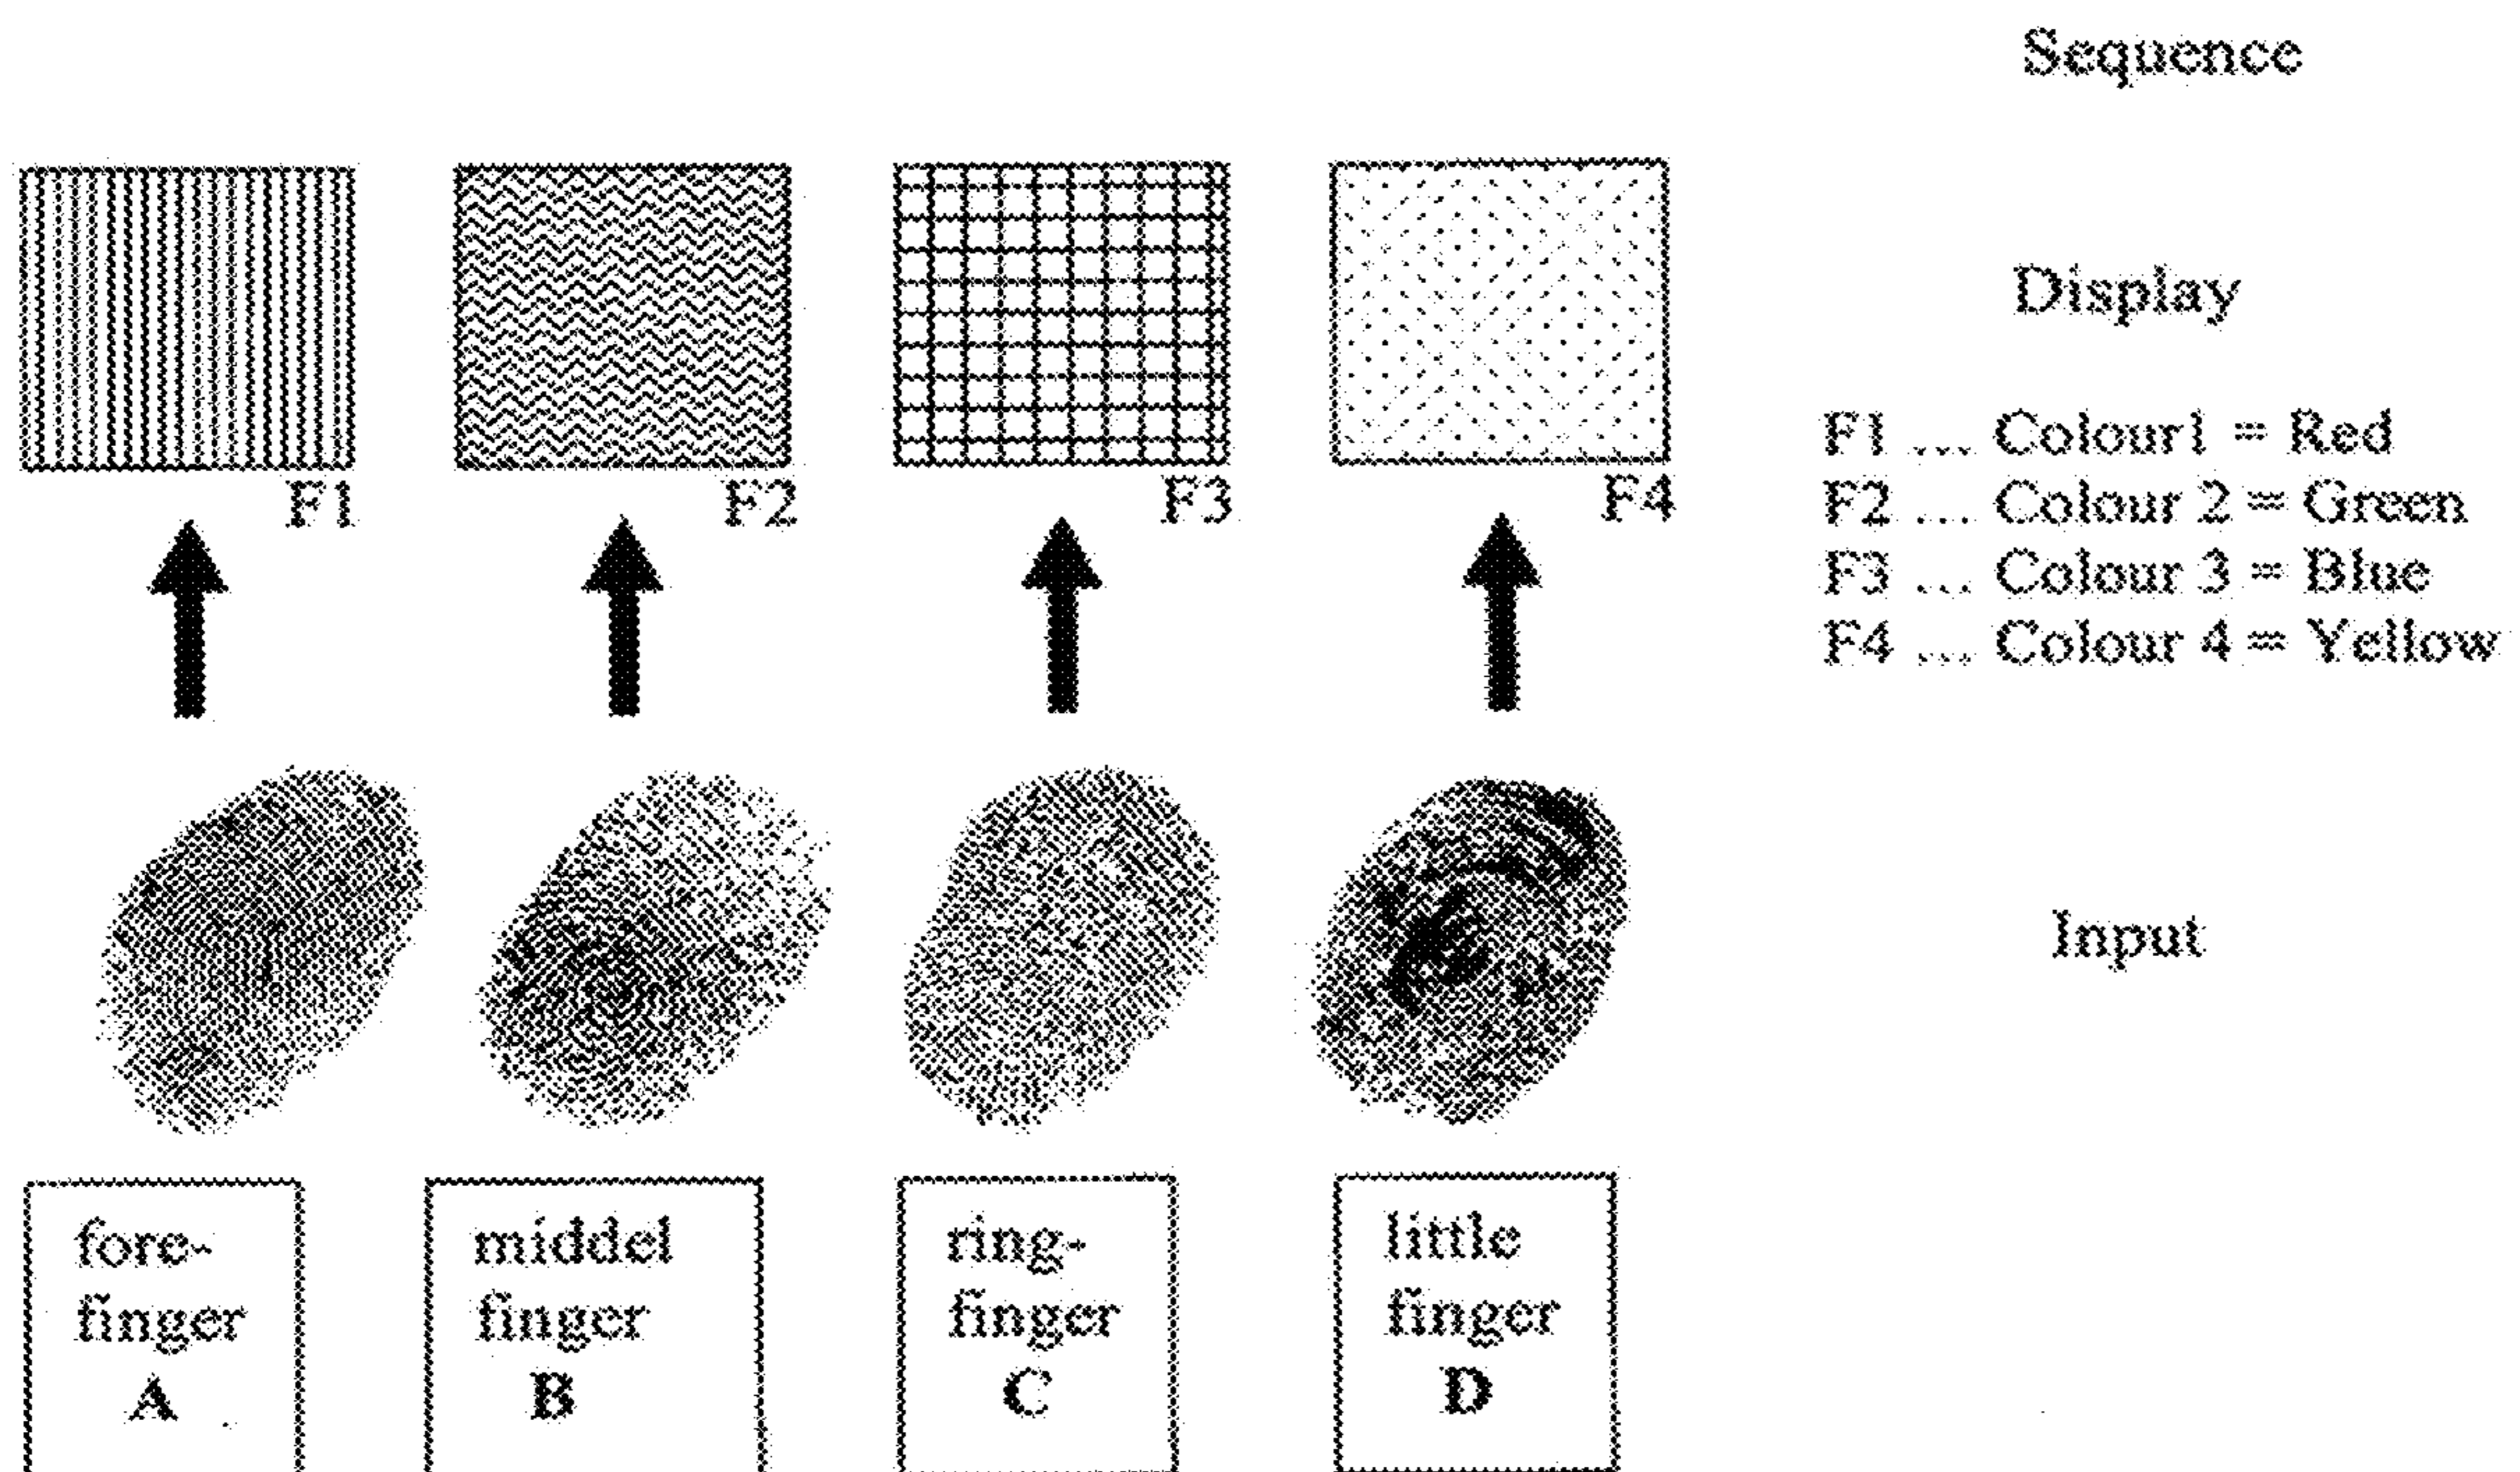 Sequence
Display
F1 F2 F3 F4
F1 ... Colour1 = Red
F2 ... Colour 2 = Green
F3 ... Colour 3 = Blue
F4 ... Colour 4 = Yellow
Input
fore-
finger
A
middel
finger
B
ring-
finger
C
little
finger
D